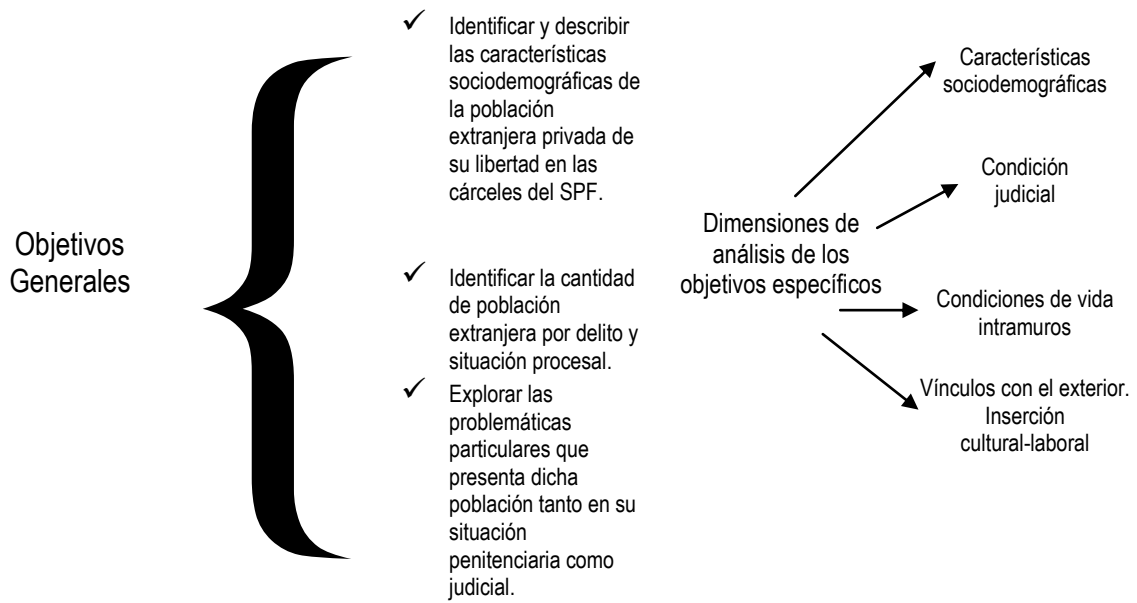 Objetivos
Generales
✓ Identificar y describir
las características
sociodemográficas de
la población
extranjera privada de
su libertad en las
cárceles del SPF.
✓ Identificar la cantidad
de población
extranjera por delito y
situación procesal.
✓ Explorar las
problemáticas
particulares que
presenta dicha
población tanto en su
situación
penitenciaria como
judicial.
Dimensiones de
análisis de los
objetivos específicos
Características
sociodemográficas
Condición
judicial
Condiciones de vida
intramuros
Vínculos con el exterior.
Inserción
cultural-laboral